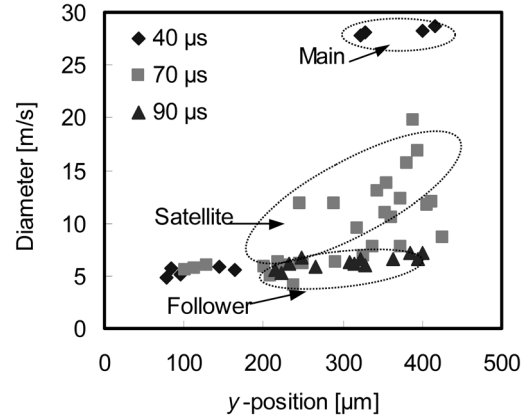 30
25
20
15
10
5
0
Diameter [m/s]
40 µs
70 µs
90 µs
Main
Satellite
Follower
0 100 200 300 400 500
y-position [µm]